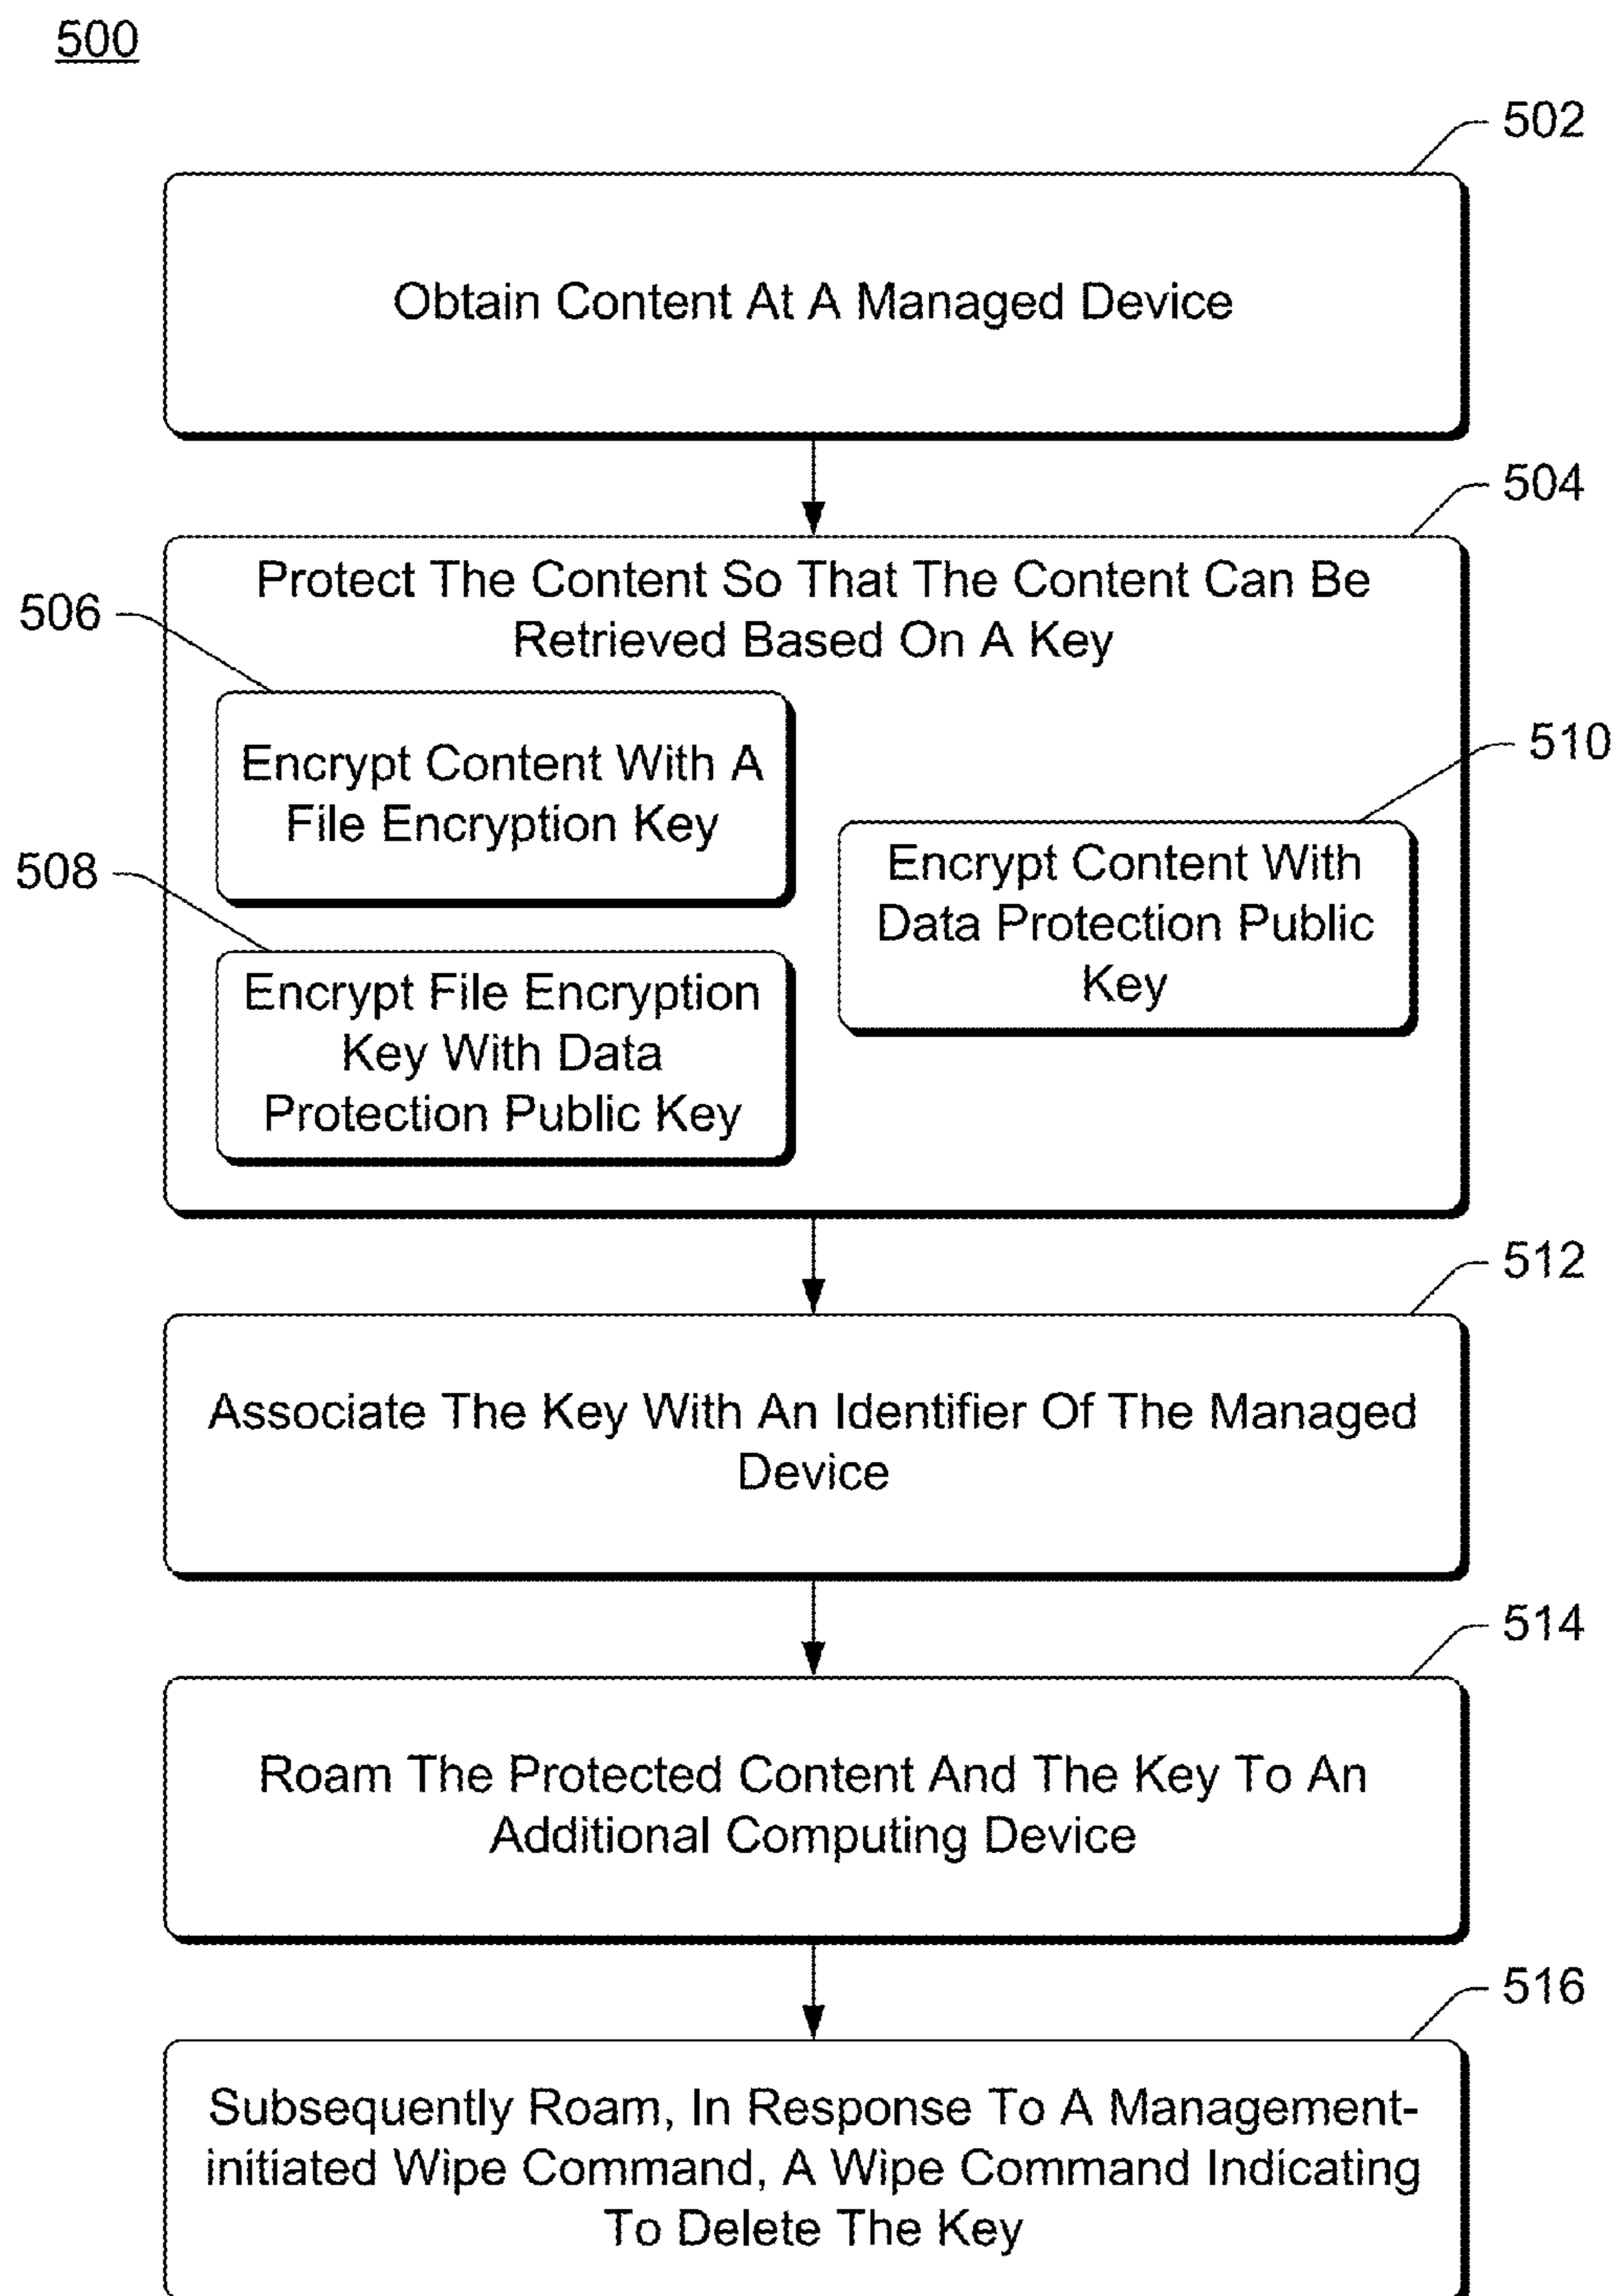 500
502
Obtain Content At A Managed Device
504
Protect The Content So That The Content Can Be
Retrieved Based On A Key
506
Encrypt Content With A
File Encryption Key
510
Encrypt Content With
Data Protection Public
Key
508
Encrypt File Encryption
Key With Data
Protection Public Key
512
Associate The Key With An Identifier Of The Managed
Device
514
Roam The Protected Content And The Key To An
Additional Computing Device
516
Subsequently Roam, In Response To A Management-
initiated Wipe Command, A Wipe Command Indicating
To Delete The Key